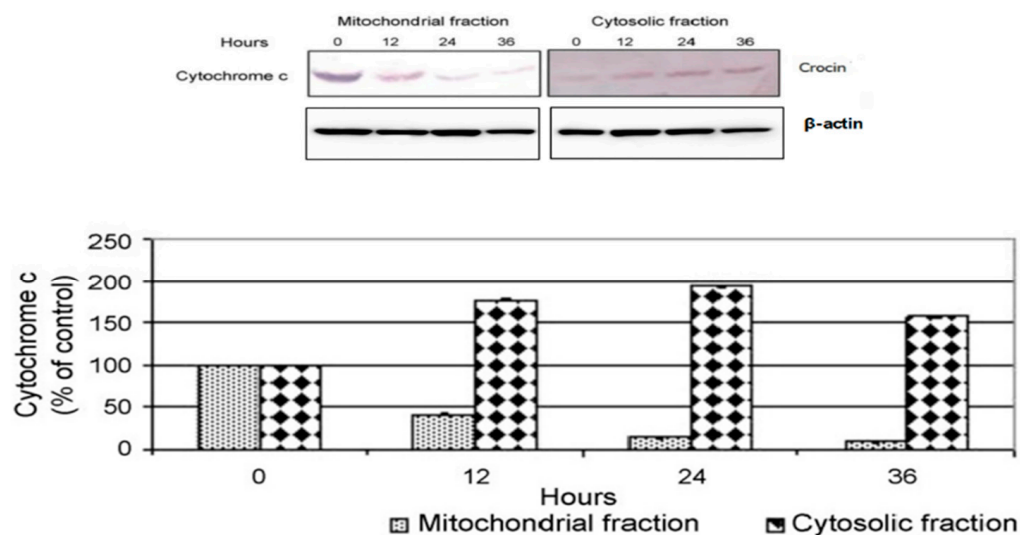 Mitochondrial fraction Cytosolic fraction
Hours 0 12 24 36 0 12 24 36
Cytochrome c Crocin
β-actin
Cytochrome c
(% of control)
250
200
150
100
50
0
0 12 24 36
Hours
Mitochondrial fraction Cytosolic fraction